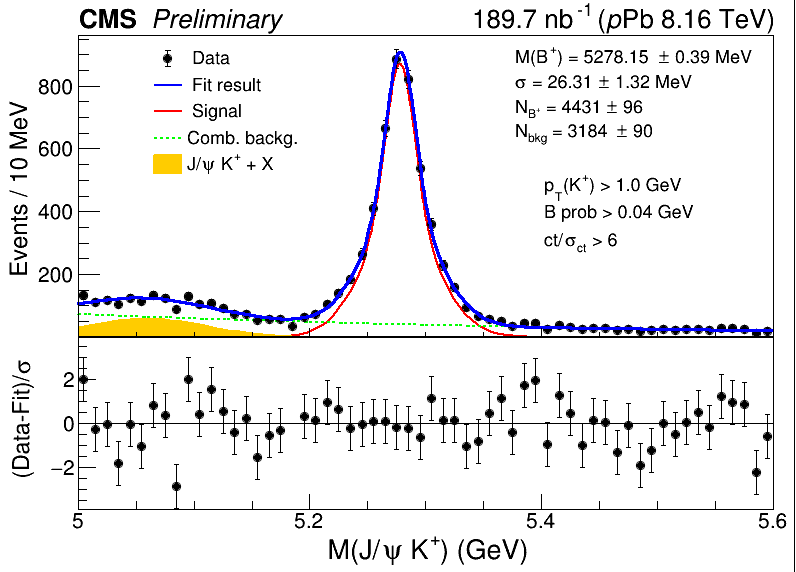 CMS Preliminary 189.7 nb⁻¹ (pPb 8.16 TeV)
Data
Fit result
Signal
Comb. backg.
J/ψ K⁺ + X
M(B⁺) = 5278.15 ± 0.39 MeV
σ = 26.31 ± 1.32 MeV
N_B⁺ = 4431 ± 96
N_bkg = 3184 ± 90
p_T(K⁺) > 1.0 GeV
B prob > 0.04 GeV
ct/σ_ct > 6
Events / 10 MeV
800
600
400
200
(Data-Fit)/σ
2
0
−2
5 5.2 5.4 5.6
M(J/ψ K⁺) (GeV)